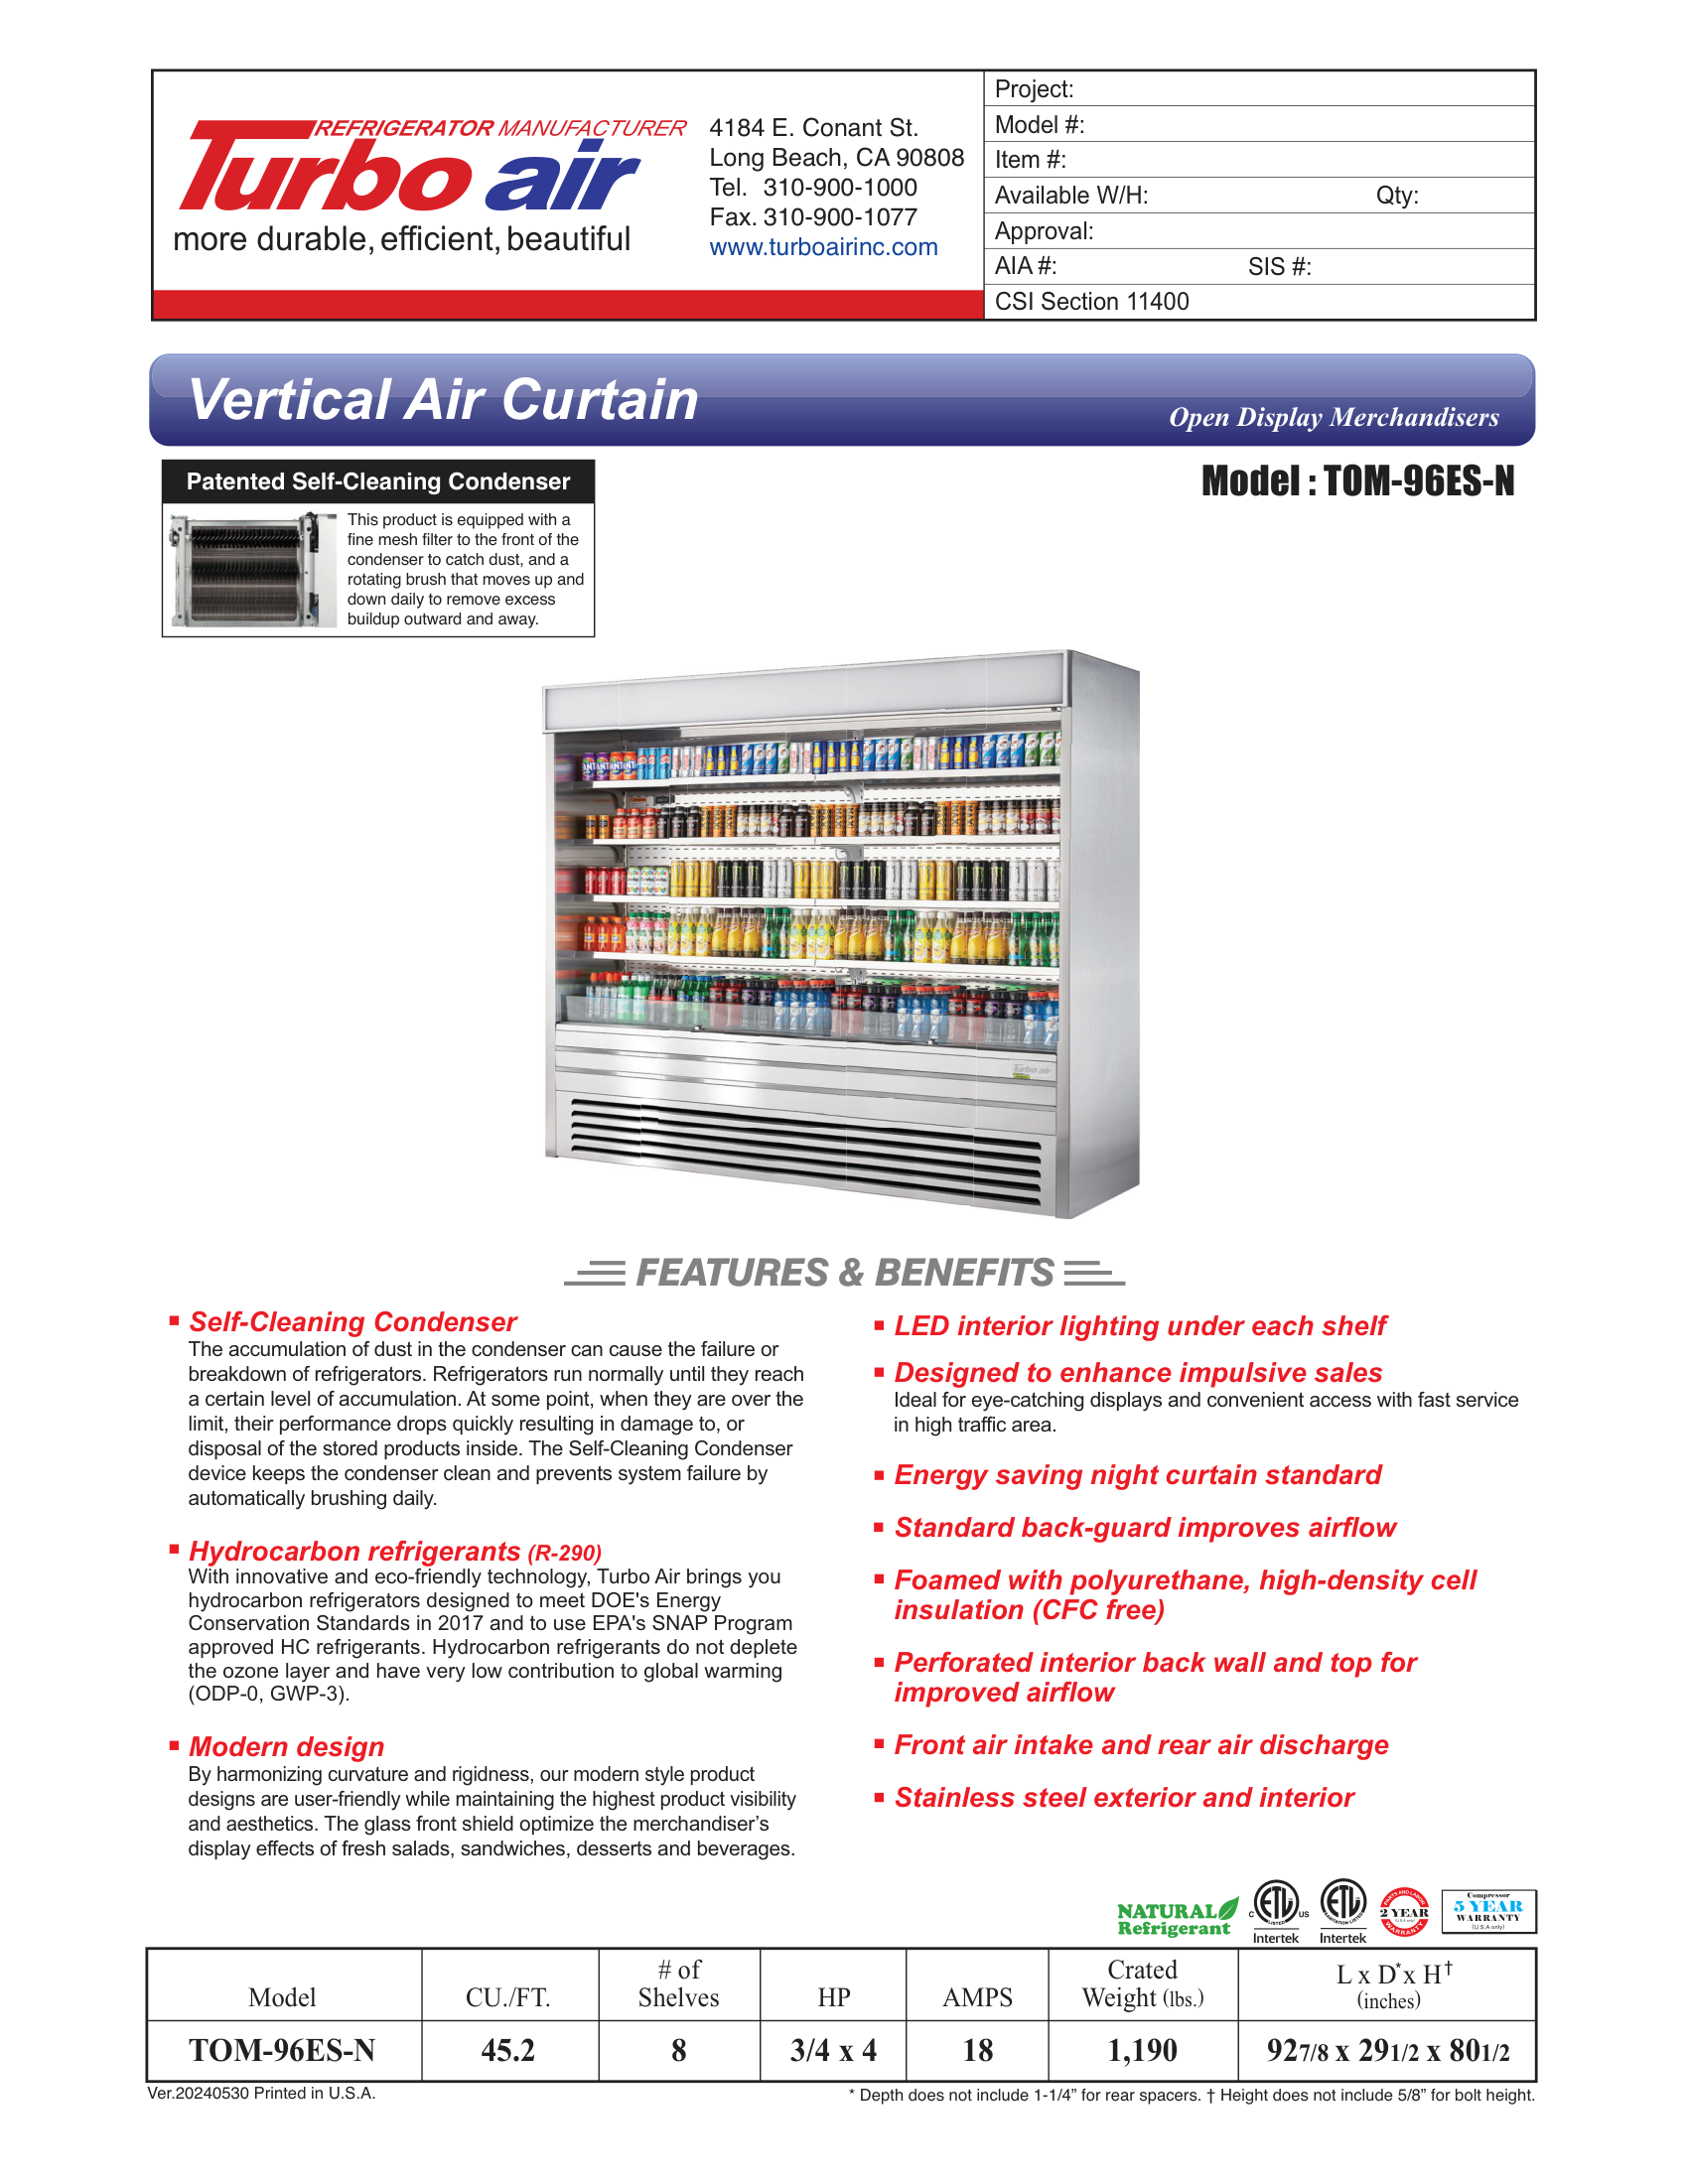 REFRIGERATOR MANUFACTURER
Turbo air
more durable, efficient, beautiful
4184 E. Conant St.
Long Beach, CA 90808
Tel. 310-900-1000
Fax. 310-900-1077
www.turboairinc.com
Project:
Model #:
Item #:
Available W/H: Qty:
Approval:
AIA #: SIS #:
CSI Section 11400
Vertical Air Curtain
Open Display Merchandisers
Patented Self-Cleaning Condenser
This product is equipped with a
fine mesh filter to the front of the
condenser to catch dust, and a
rotating brush that moves up and
down daily to remove excess
buildup outward and away.
Model : TOM-96ES-N
Turbo air
FEATURES & BENEFITS
▪ Self-Cleaning Condenser
The accumulation of dust in the condenser can cause the failure or
breakdown of refrigerators. Refrigerators run normally until they reach
a certain level of accumulation. At some point, when they are over the
limit, their performance drops quickly resulting in damage to, or
disposal of the stored products inside. The Self-Cleaning Condenser
device keeps the condenser clean and prevents system failure by
automatically brushing daily.
▪ Hydrocarbon refrigerants (R-290)
With innovative and eco-friendly technology, Turbo Air brings you
hydrocarbon refrigerators designed to meet DOE's Energy
Conservation Standards in 2017 and to use EPA's SNAP Program
approved HC refrigerants. Hydrocarbon refrigerants do not deplete
the ozone layer and have very low contribution to global warming
(ODP-0, GWP-3).
▪ Modern design
By harmonizing curvature and rigidness, our modern style product
designs are user-friendly while maintaining the highest product visibility
and aesthetics. The glass front shield optimize the merchandiser’s
display effects of fresh salads, sandwiches, desserts and beverages.
▪ LED interior lighting under each shelf
▪ Designed to enhance impulsive sales
Ideal for eye-catching displays and convenient access with fast service
in high traffic area.
▪ Energy saving night curtain standard
▪ Standard back-guard improves airflow
▪ Foamed with polyurethane, high-density cell
insulation (CFC free)
▪ Perforated interior back wall and top for
improved airflow
▪ Front air intake and rear air discharge
▪ Stainless steel exterior and interior
NATURAL
Refrigerant
C ETL US
LISTED
Intertek
ETL
SANITATION LISTED
Intertek
PARTS AND LABOR
2 YEAR
(U.S.A only)
WARRANTY
Compressor
5 YEAR
WARRANTY
(U.S.A only)
Model CU./FT. # of Shelves HP AMPS Crated Weight (lbs.) L x D* x H† (inches)
TOM-96ES-N 45.2 8 3/4 x 4 18 1,190 927/8 x 291/2 x 801/2
Ver.20240530 Printed in U.S.A.
* Depth does not include 1-1/4” for rear spacers. † Height does not include 5/8” for bolt height.